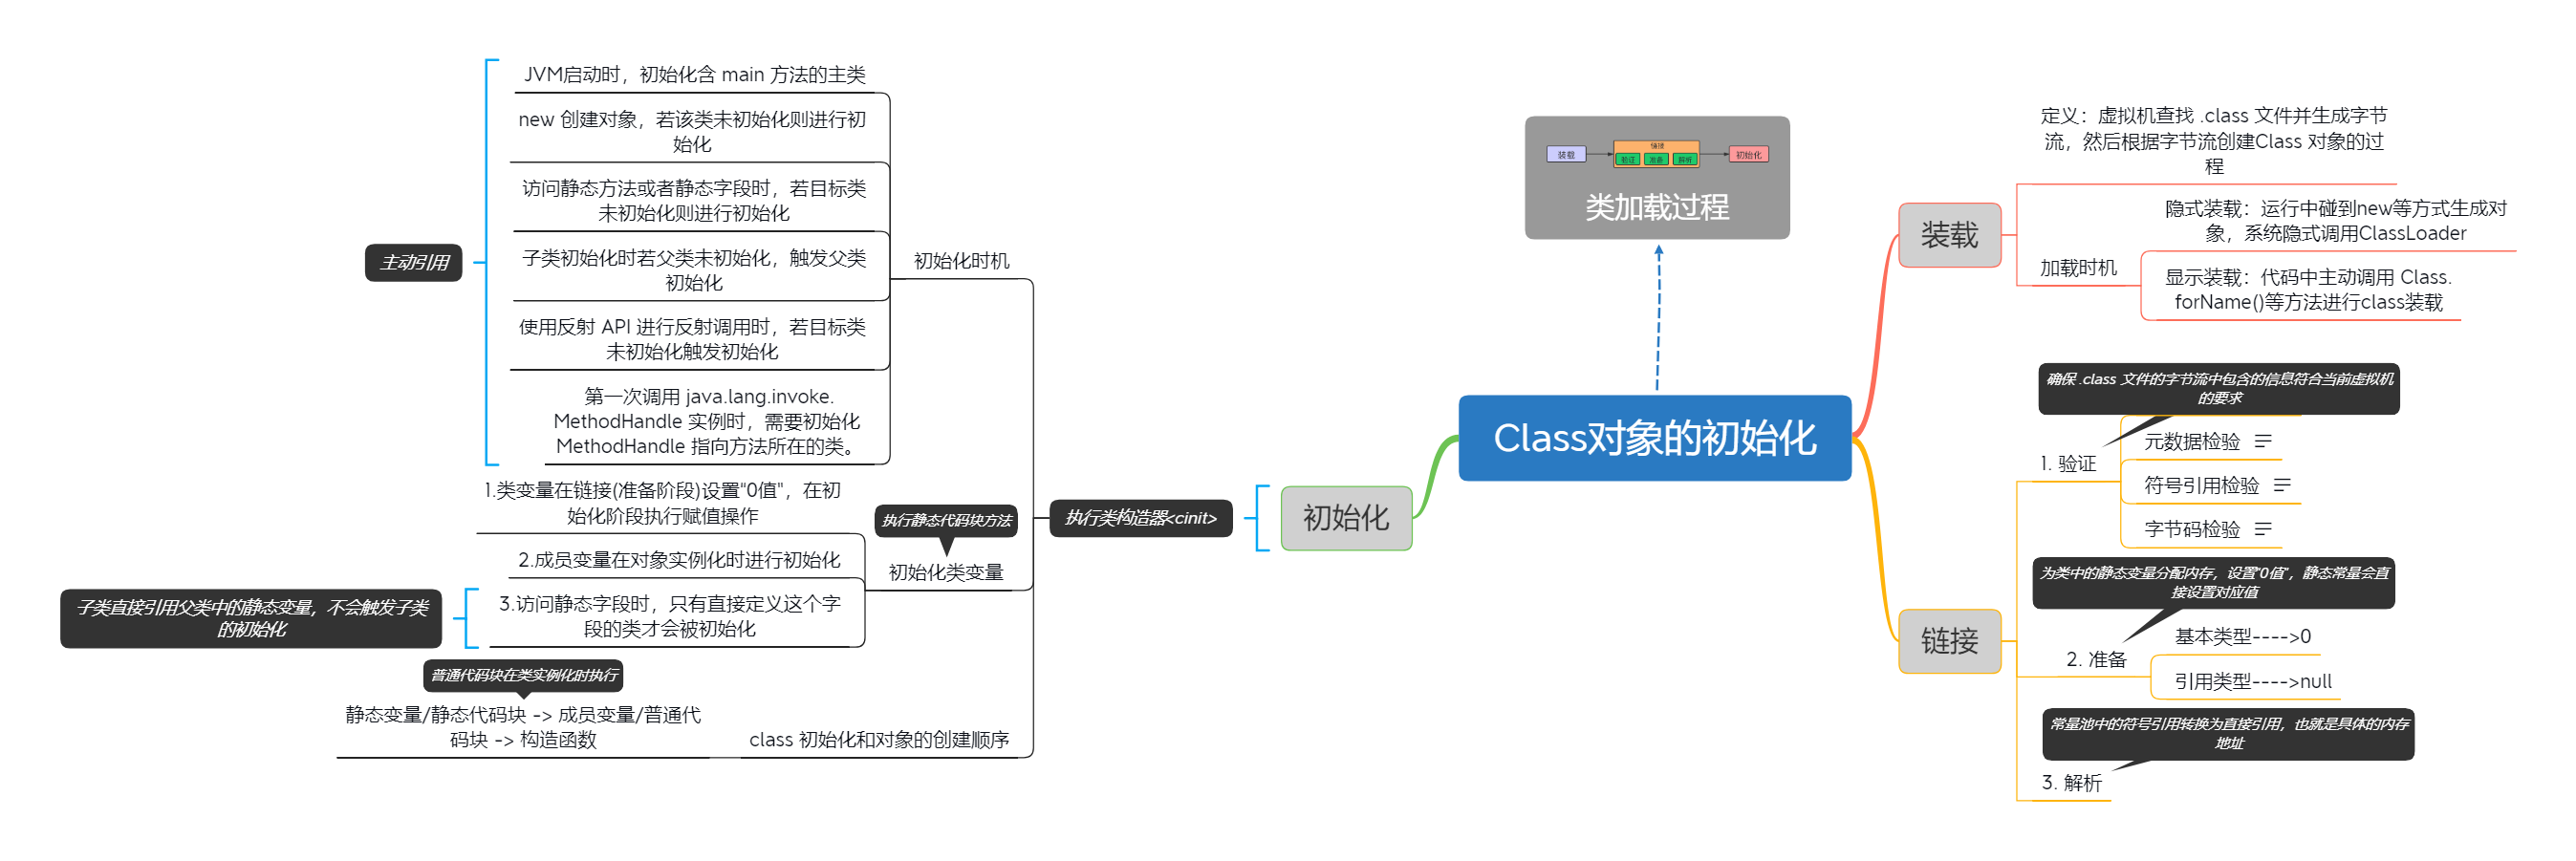 Class对象的初始化
链接
装载
验证
准备
解析
初始化
类加载过程
装载
定义：虚拟机查找 .class 文件并生成字节
流，然后根据字节流创建Class 对象的过
程
加载时机
隐式装载：运行中碰到new等方式生成对
象，系统隐式调用ClassLoader
显示装载：代码中主动调用 Class.
forName()等方法进行class装载
链接
确保 .class 文件的字节流中包含的信息符合当前虚拟机
的要求
1. 验证
元数据检验
符号引用检验
字节码检验
为类中的静态变量分配内存，设置"0值"，静态常量会直
接设置对应值
2. 准备
基本类型---->0
引用类型---->null
常量池中的符号引用转换为直接引用，也就是具体的内存
地址
3. 解析
初始化
执行类构造器<cinit>
初始化时机
主动引用
JVM启动时，初始化含 main 方法的主类
new 创建对象，若该类未初始化则进行初
始化
访问静态方法或者静态字段时，若目标类
未初始化则进行初始化
子类初始化时若父类未初始化，触发父类
初始化
使用反射 API 进行反射调用时，若目标类
未初始化触发初始化
第一次调用 java.lang.invoke.
MethodHandle 实例时，需要初始化
MethodHandle 指向方法所在的类。
执行静态代码块方法
初始化类变量
1.类变量在链接(准备阶段)设置"0值"，在初
始化阶段执行赋值操作
2.成员变量在对象实例化时进行初始化
3.访问静态字段时，只有直接定义这个字
段的类才会被初始化
子类直接引用父类中的静态变量，不会触发子类
的初始化
class 初始化和对象的创建顺序
普通代码块在类实例化时执行
静态变量/静态代码块 -> 成员变量/普通代
码块 -> 构造函数